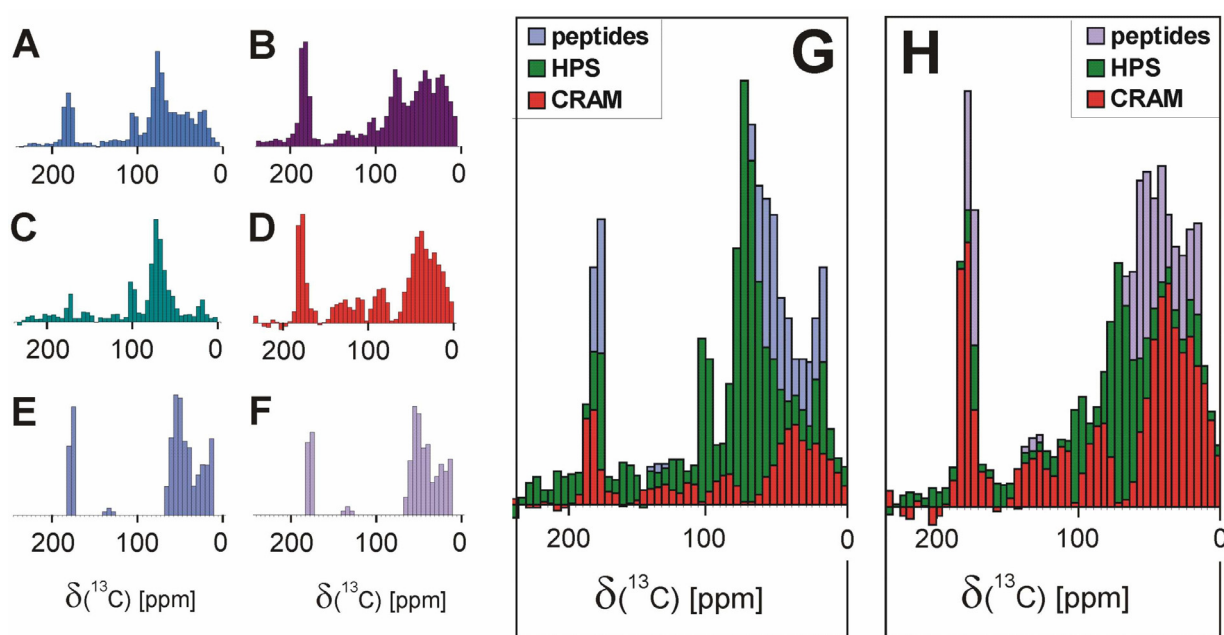 A
B
200 100 0
200 100 0
C
D
200 100 0
200 100 0
E
F
200 100 0
200 100 0
δ(¹³C) [ppm]
δ(¹³C) [ppm]
peptides
HPS
CRAM
G
200 100 0
δ(¹³C) [ppm]
H
peptides
HPS
CRAM
200 100 0
δ(¹³C) [ppm]